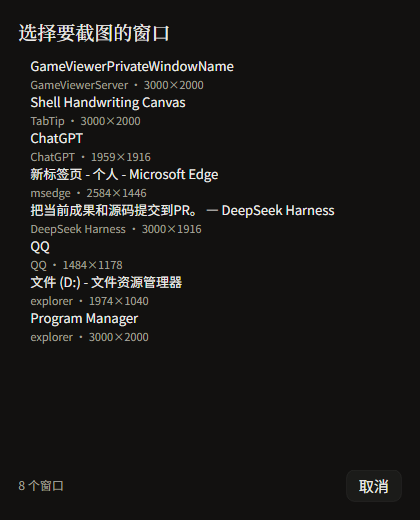 选择要截图的窗口
GameViewerPrivateWindowName
GameViewerServer · 3000×2000
Shell Handwriting Canvas
TabTip · 3000×2000
ChatGPT
ChatGPT · 1959×1916
新标签页 - 个人 - Microsoft Edge
msedge · 2584×1446
把当前成果和源码提交到PR。 — DeepSeek Harness
DeepSeek Harness · 3000×1916
QQ
QQ · 1484×1178
文件 (D:) - 文件资源管理器
explorer · 1974×1040
Program Manager
explorer · 3000×2000
8 个窗口
取消